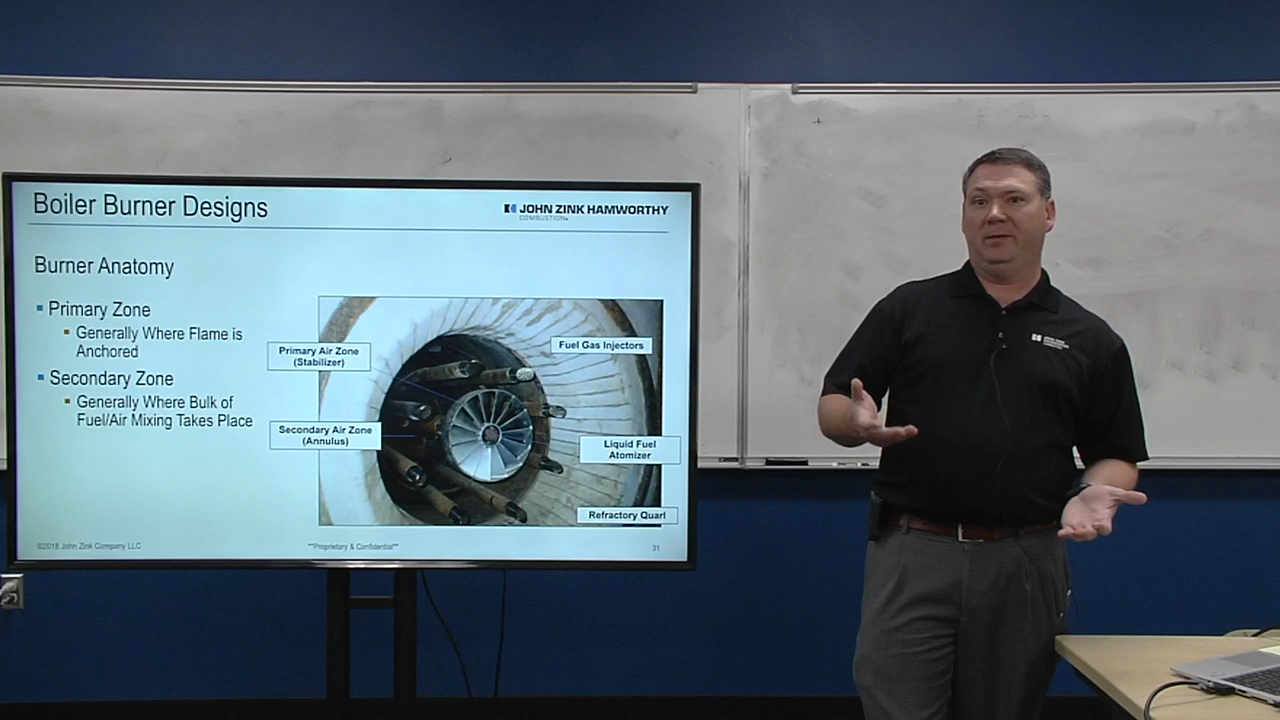 Boiler Burner Designs
JOHN ZINK HAMWORTHY
COMBUSTION
Burner Anatomy
Primary Zone
Generally Where Flame is
Anchored
Secondary Zone
Generally Where Bulk of
Fuel/Air Mixing Takes Place
Primary Air Zone
(Stabilizer)
Fuel Gas Injectors
Secondary Air Zone
(Annulus)
Liquid Fuel
Atomizer
Refractory Quarl
©2018 John Zink Company LLC
**Proprietary & Confidential**
31